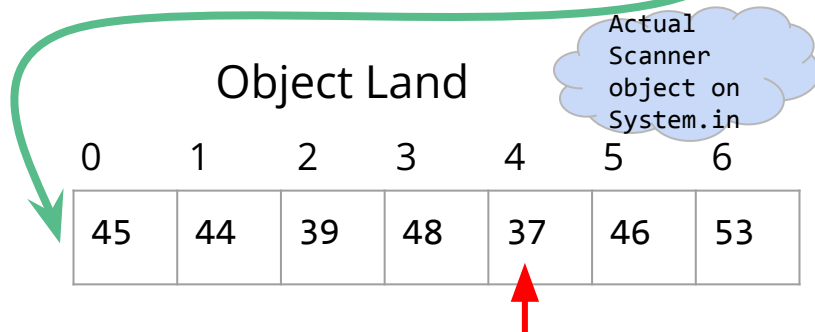 Actual
Scanner
object on
System.in
Object Land
0 1 2 3 4 5 6
45 44 39 48 37 46 53